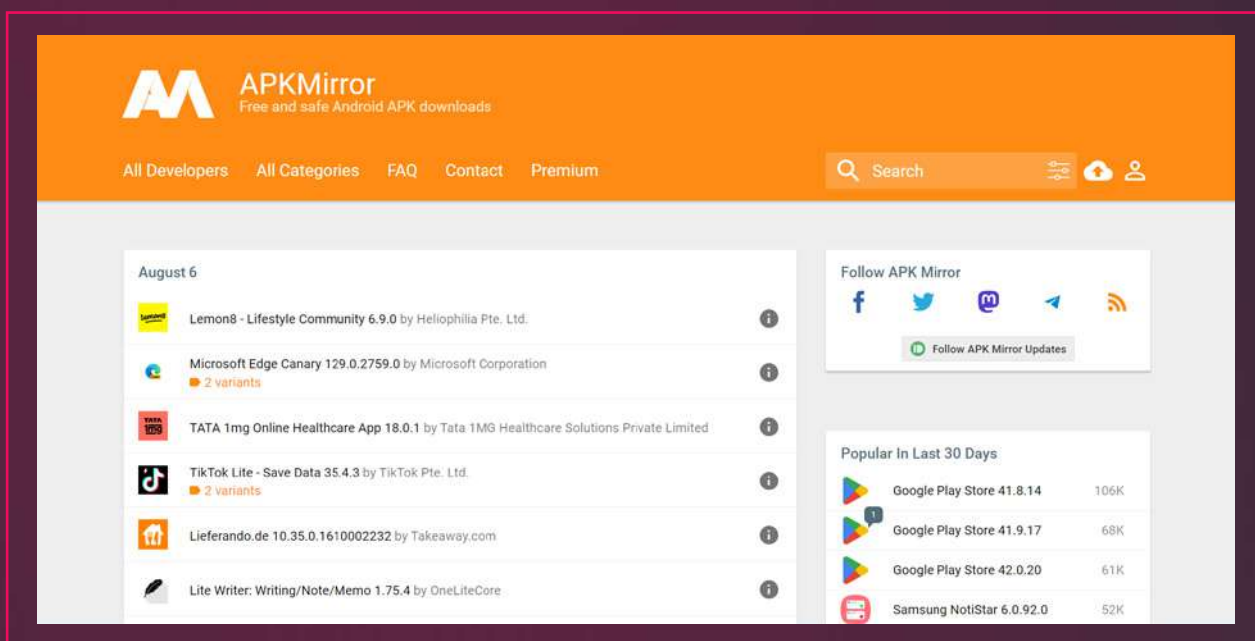 APKMirror
Free and safe Android APK downloads
All Developers All Categories FAQ Contact Premium
Search
August 6
Lemon8 - Lifestyle Community 6.9.0 by Heliophilia Pte. Ltd.
Microsoft Edge Canary 129.0.2759.0 by Microsoft Corporation
2 variants
TATA 1mg Online Healthcare App 18.0.1 by Tata 1MG Healthcare Solutions Private Limited
TikTok Lite - Save Data 35.4.3 by TikTok Pte. Ltd.
2 variants
Lieferando.de 10.35.0.1610002232 by Takeaway.com
Lite Writer: Writing/Note/Memo 1.75.4 by OneLiteCore
Follow APK Mirror
Follow APK Mirror Updates
Popular In Last 30 Days
Google Play Store 41.8.14 106K
1
Google Play Store 41.9.17 68K
Google Play Store 42.0.20 61K
Samsung NotiStar 6.0.92.0 52K
TATA
1mg